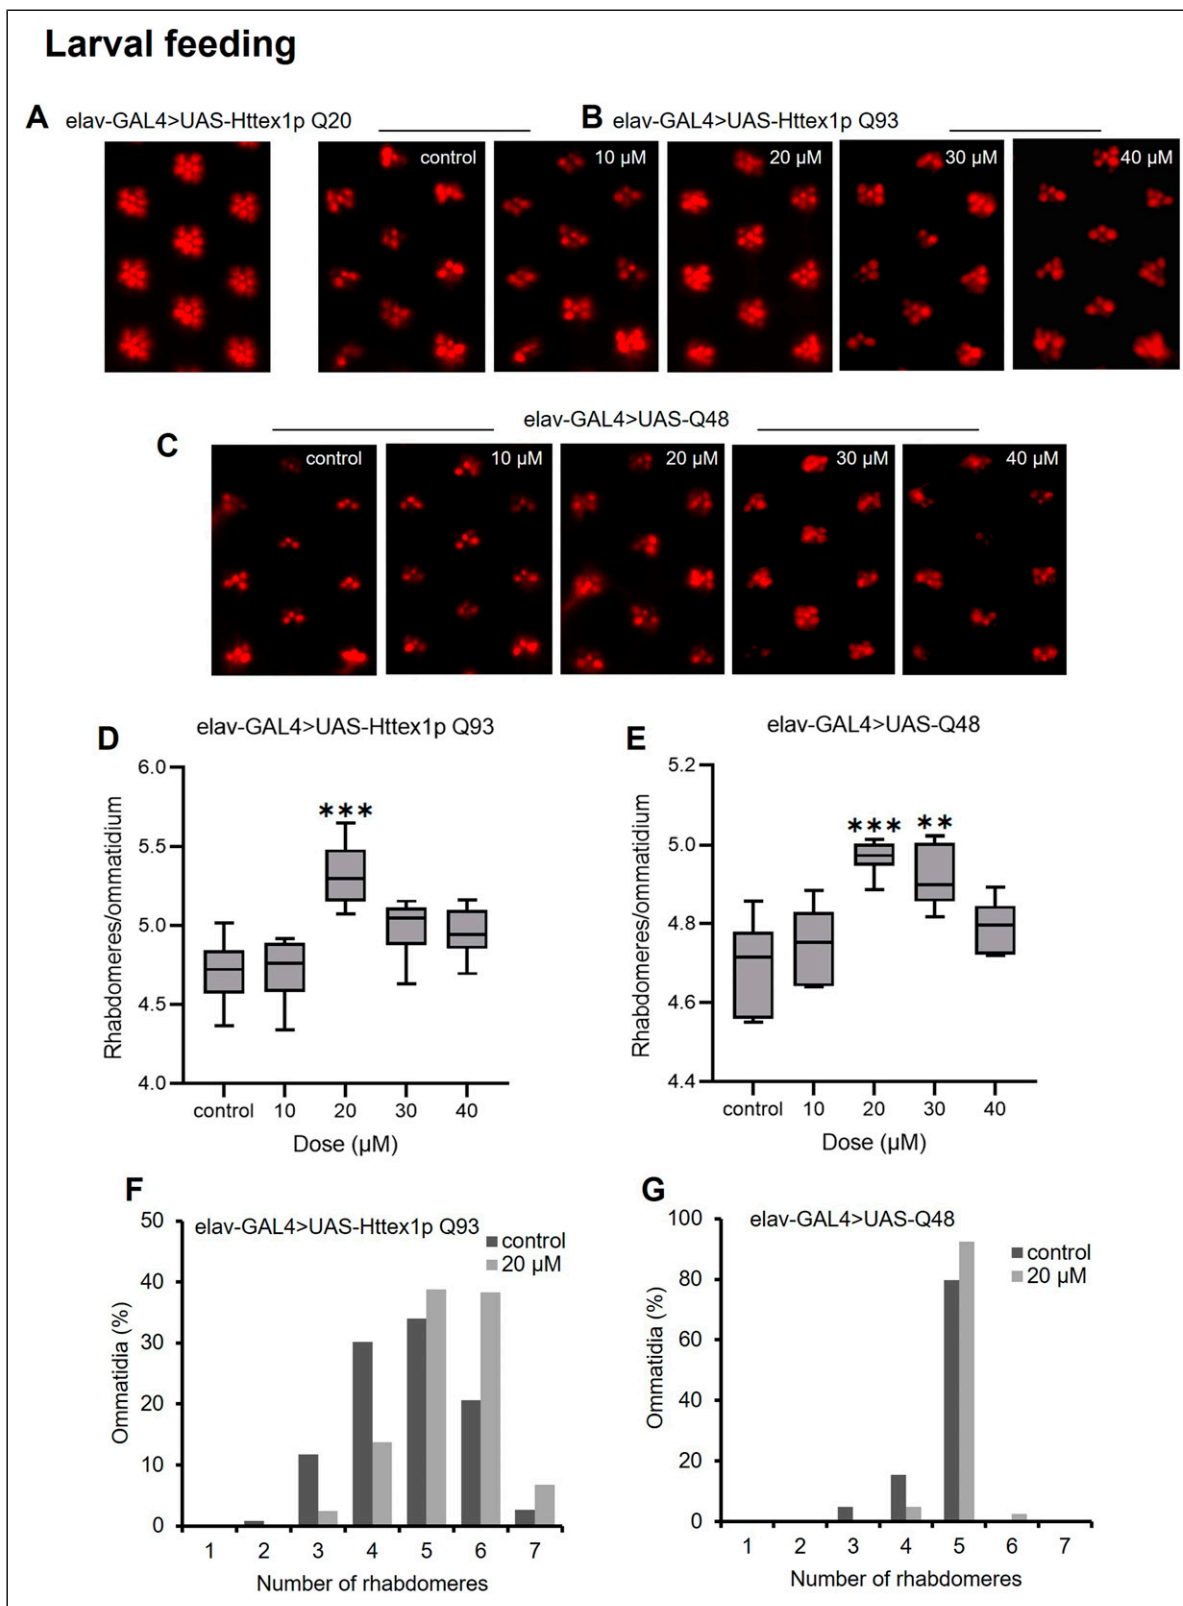 Larval feeding
A elav-GAL4>UAS-Httex1p Q20
B elav-GAL4>UAS-Httex1p Q93
control 10 µM 20 µM 30 µM 40 µM
elav-GAL4>UAS-Q48
C
control 10 µM 20 µM 30 µM 40 µM
D elav-GAL4>UAS-Httex1p Q93
Rhabdomeres/ommatidium
6.0
5.5
5.0
4.5
4.0
***
control 10 20 30 40
Dose (µM)
E elav-GAL4>UAS-Q48
Rhabdomeres/ommatidium
5.2
5.0
4.8
4.6
4.4
*** **
control 10 20 30 40
Dose (µM)
F
elav-GAL4>UAS-Httex1p Q93
control
20 µM
Ommatidia (%)
50
40
30
20
10
0
1 2 3 4 5 6 7
Number of rhabdomeres
G
elav-GAL4>UAS-Q48
control
20 µM
Ommatidia (%)
100
80
60
40
20
0
1 2 3 4 5 6 7
Number of rhabdomeres